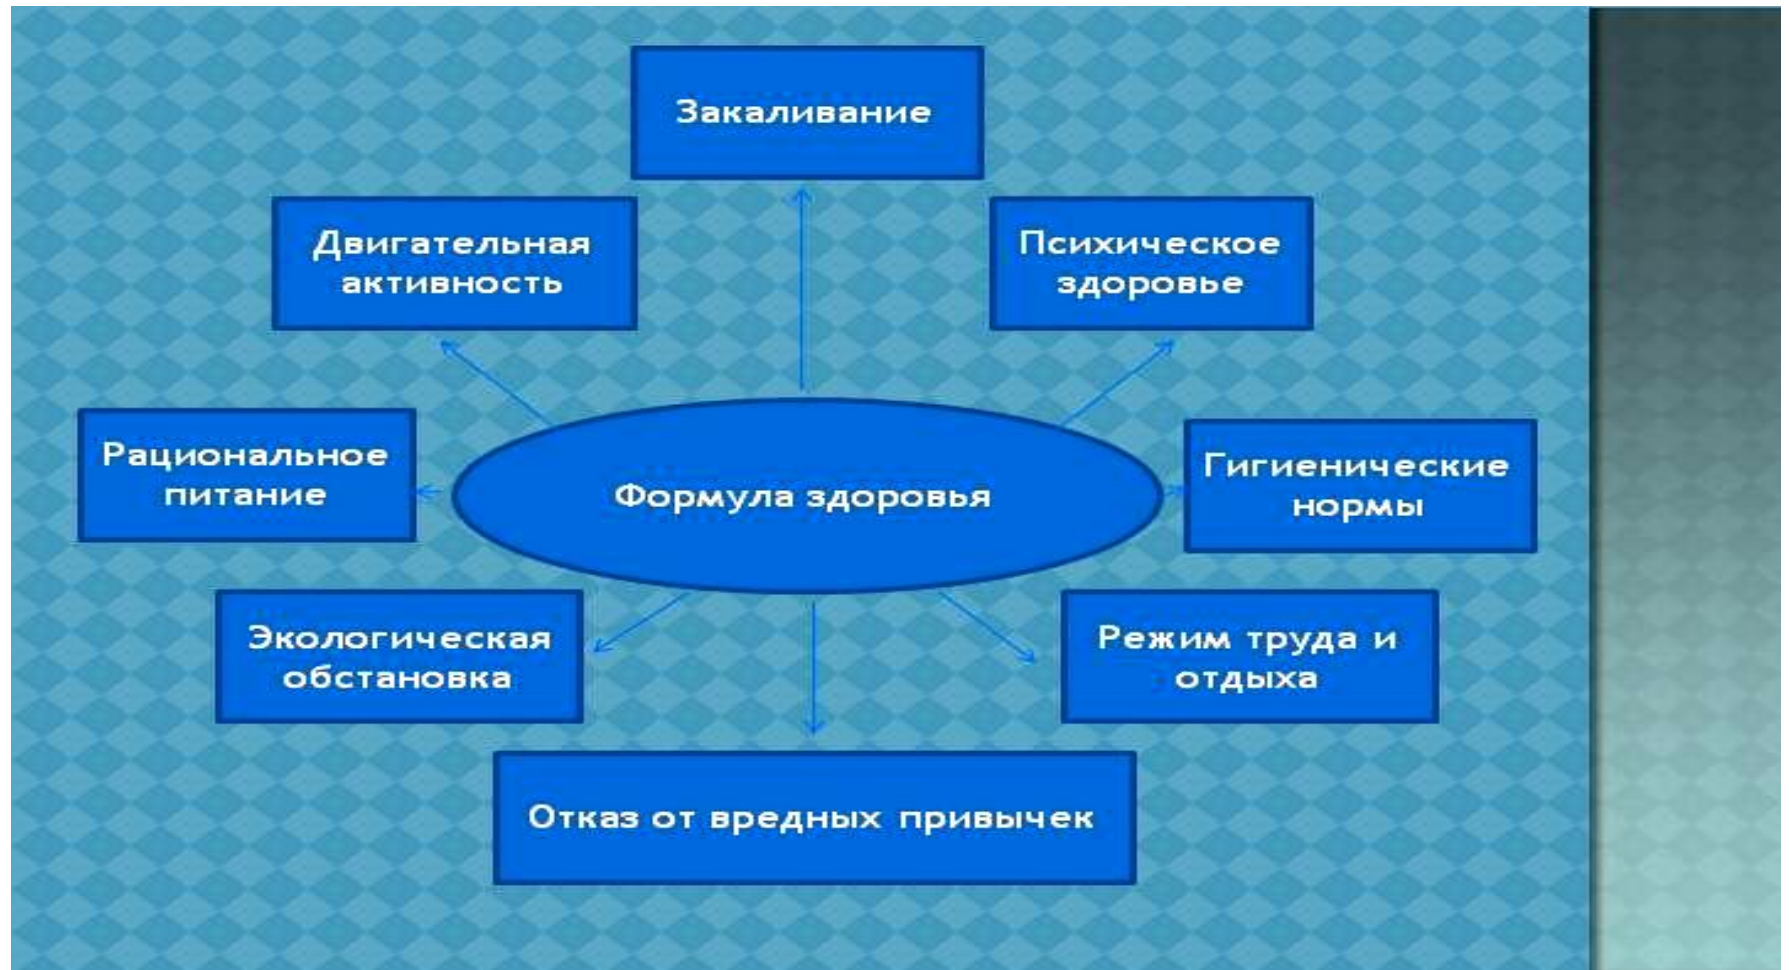 Закаливание
Двигательная
активность
Психическое
здоровье
Рациональное
питание
Формула здоровья
Гигиенические
нормы
Экологическая
обстановка
Режим труда и
отдыха
Отказ от вредных привычек